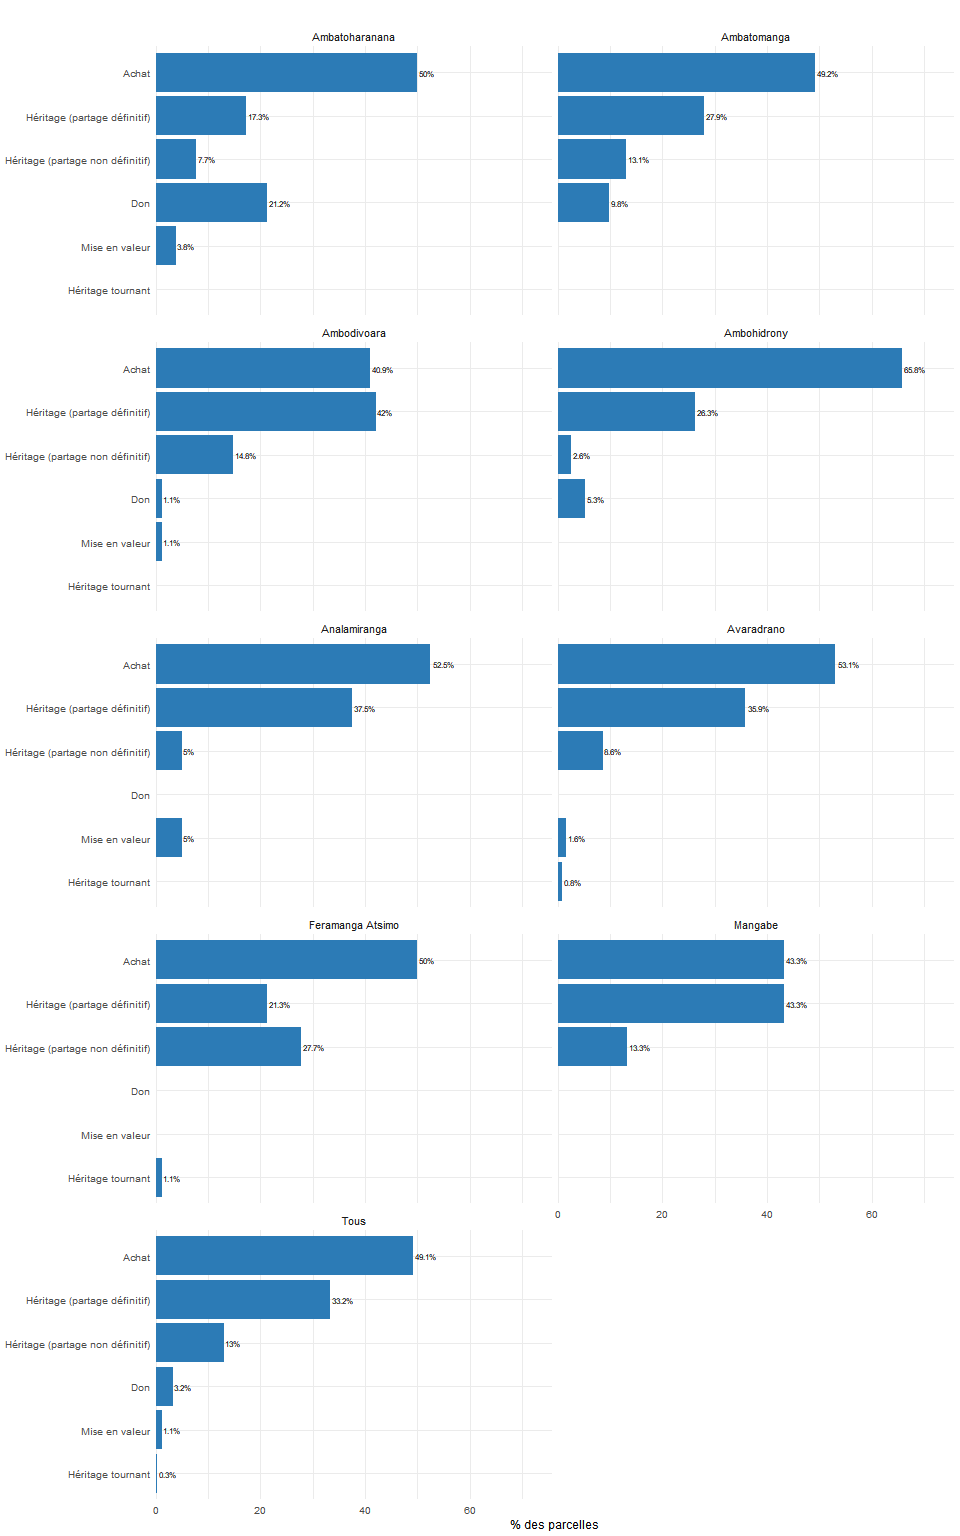 Ambatoharanana
Ambatomanga
Achat
50%
49.2%
Héritage (partage définitif)
17.3%
27.9%
Héritage (partage non définitif)
7.7%
13.1%
Don
21.2%
9.8%
Mise en valeur
3.8%
Héritage tournant
Ambodivoara
Ambohidrony
Achat
40.9%
65.8%
Héritage (partage définitif)
42%
26.3%
Héritage (partage non définitif)
14.8%
2.6%
Don
1.1%
5.3%
Mise en valeur
1.1%
Héritage tournant
Analamiranga
Avaradrano
Achat
52.5%
53.1%
Héritage (partage définitif)
37.5%
35.9%
Héritage (partage non définitif)
5%
8.6%
Don
Mise en valeur
5%
1.6%
Héritage tournant
0.8%
Feramanga Atsimo
Mangabe
Achat
50%
43.3%
Héritage (partage définitif)
21.3%
43.3%
Héritage (partage non définitif)
27.7%
13.3%
Don
Mise en valeur
Héritage tournant
1.1%
0 20 40 60
Tous
Achat
49.1%
Héritage (partage définitif)
33.2%
Héritage (partage non définitif)
13%
Don
3.2%
Mise en valeur
1.1%
Héritage tournant
0.3%
0 20 40 60
% des parcelles